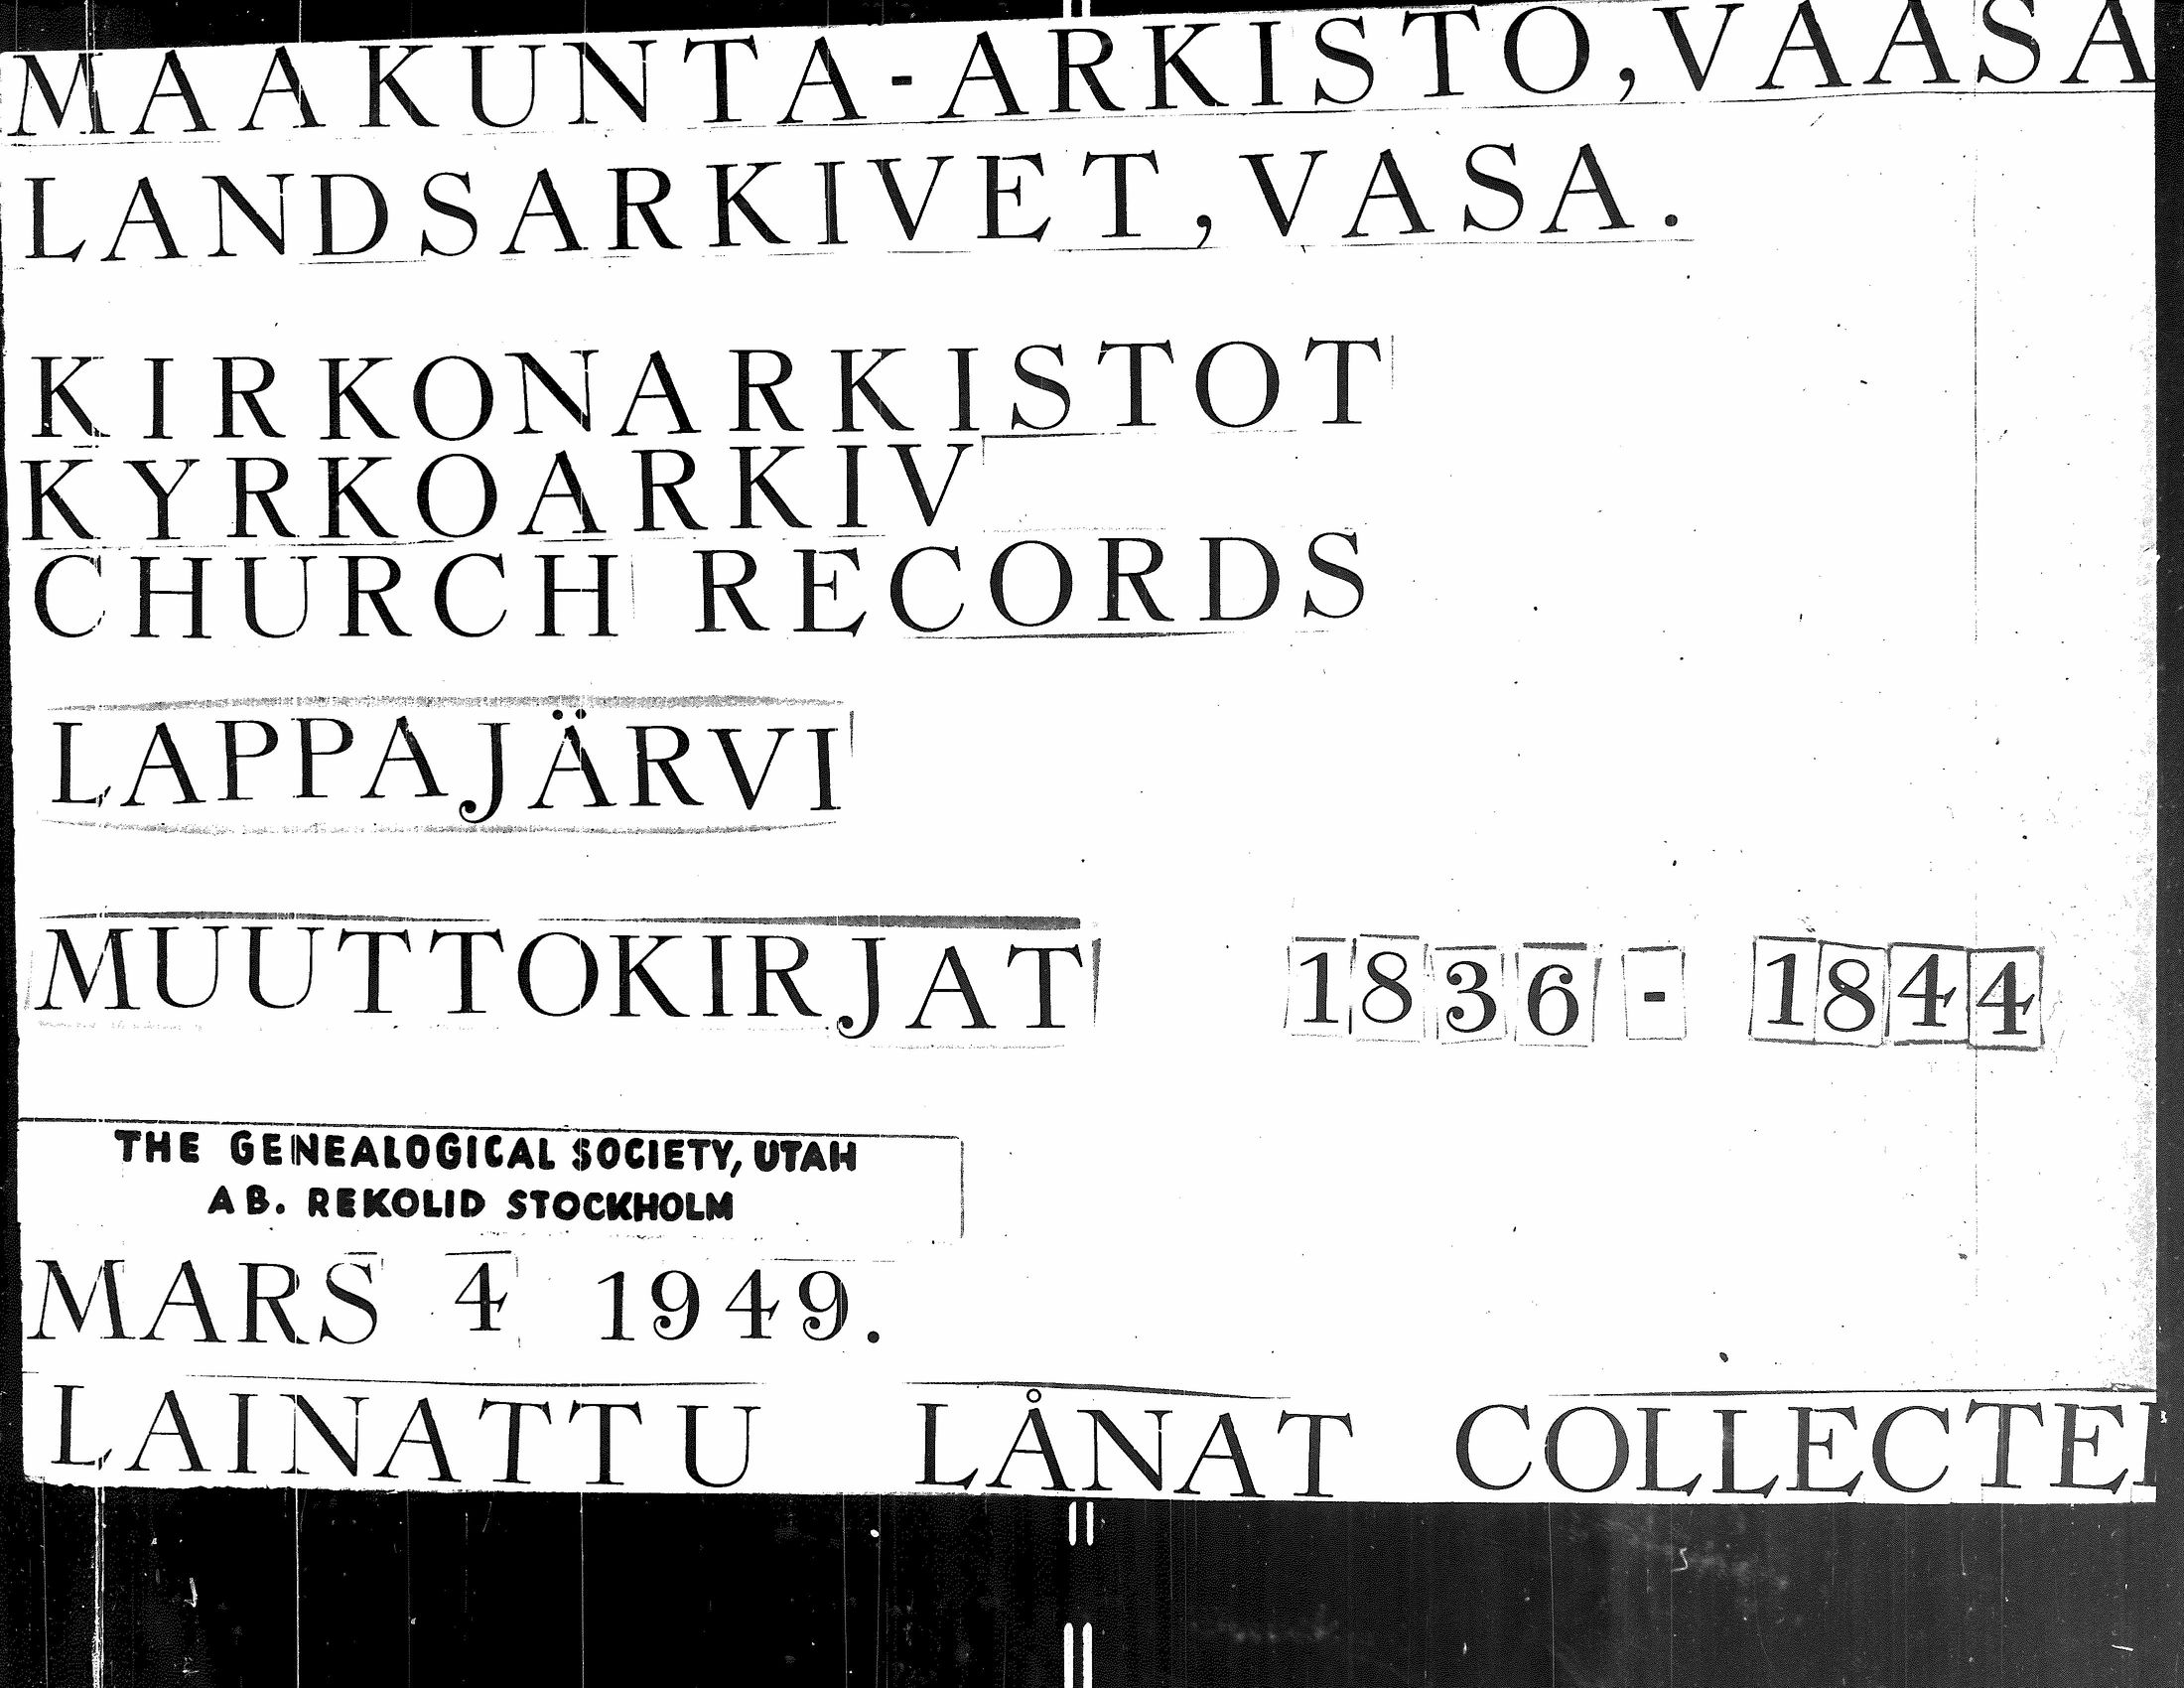 MAAKUNTA-ARKISTO, VAASA
LANDSARKIVET, VASA.
KIRKONARKISTOT
KYRKOARKIV
CHURCH RECORDS
LAPPAJÄRVI
MUUTTOKIRJAT 1836 - 1844
THE GENEALOGICAL SOCIETY, UTAH
AB. REKOLID STOCKHOLM
MARS 4 1949.
LAINATTU LÅNAT COLLECTE